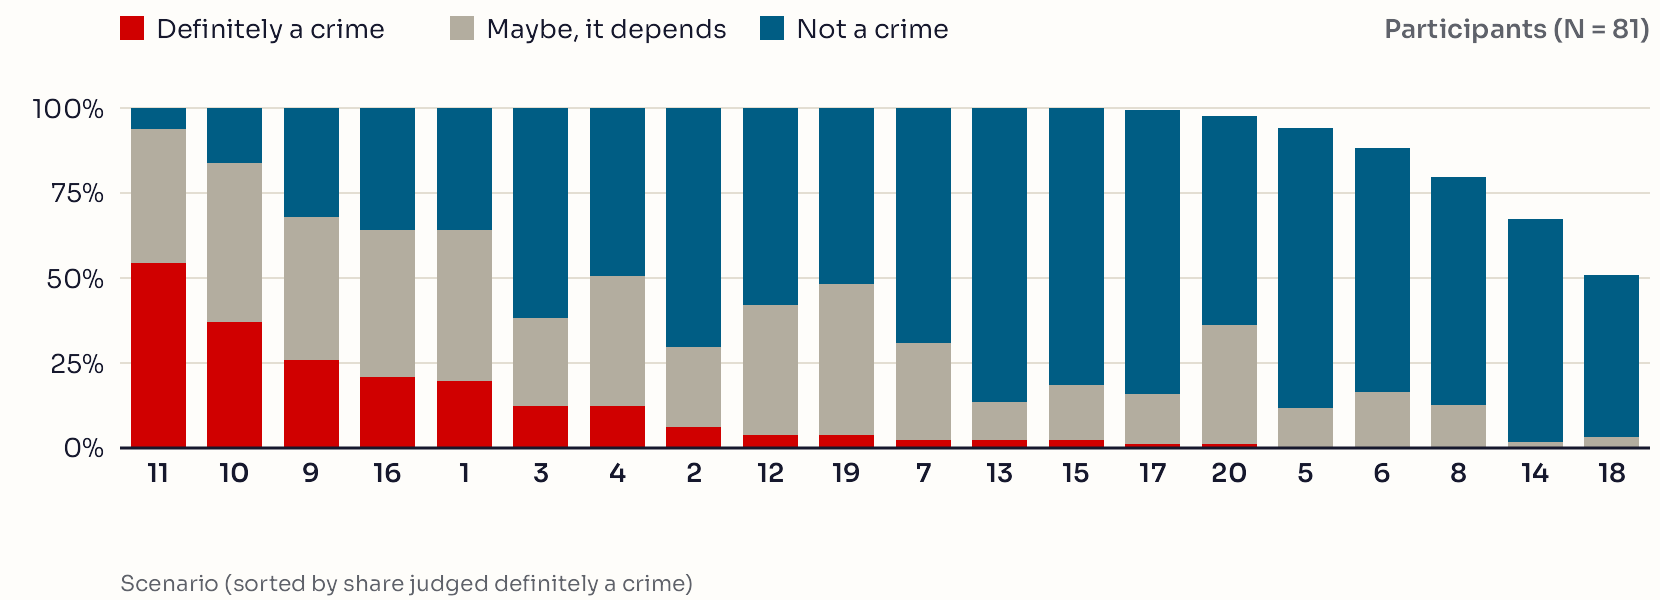 Definitely a crime Maybe, it depends Not a crime Participants (N = 81)
100%
75%
50%
25%
0%
11 10 9 16 1 3 4 2 12 19 7 13 15 17 20 5 6 8 14 18
Scenario (sorted by share judged definitely a crime)